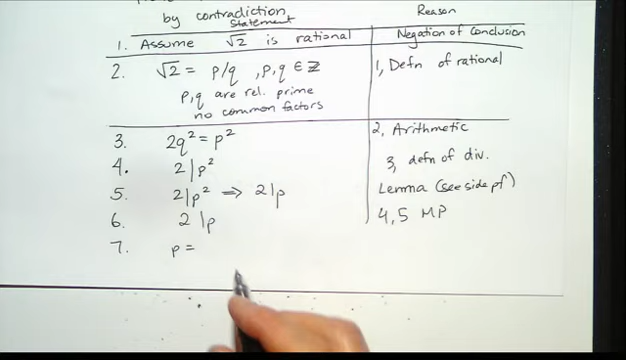 by contradiction
Statement
Reason
1. Assume √2 is rational
Negation of Conclusion
2. √2 = p/q , p,q ∈ ℤ
1, Defn of rational
p,q are rel. prime
no common factors
3. 2q² = p²
2, Arithmetic
4. 2|p²
3, defn of div.
5. 2|p² ⇒ 2|p
Lemma (see side pf)
6. 2|p
4,5 MP
7. p =